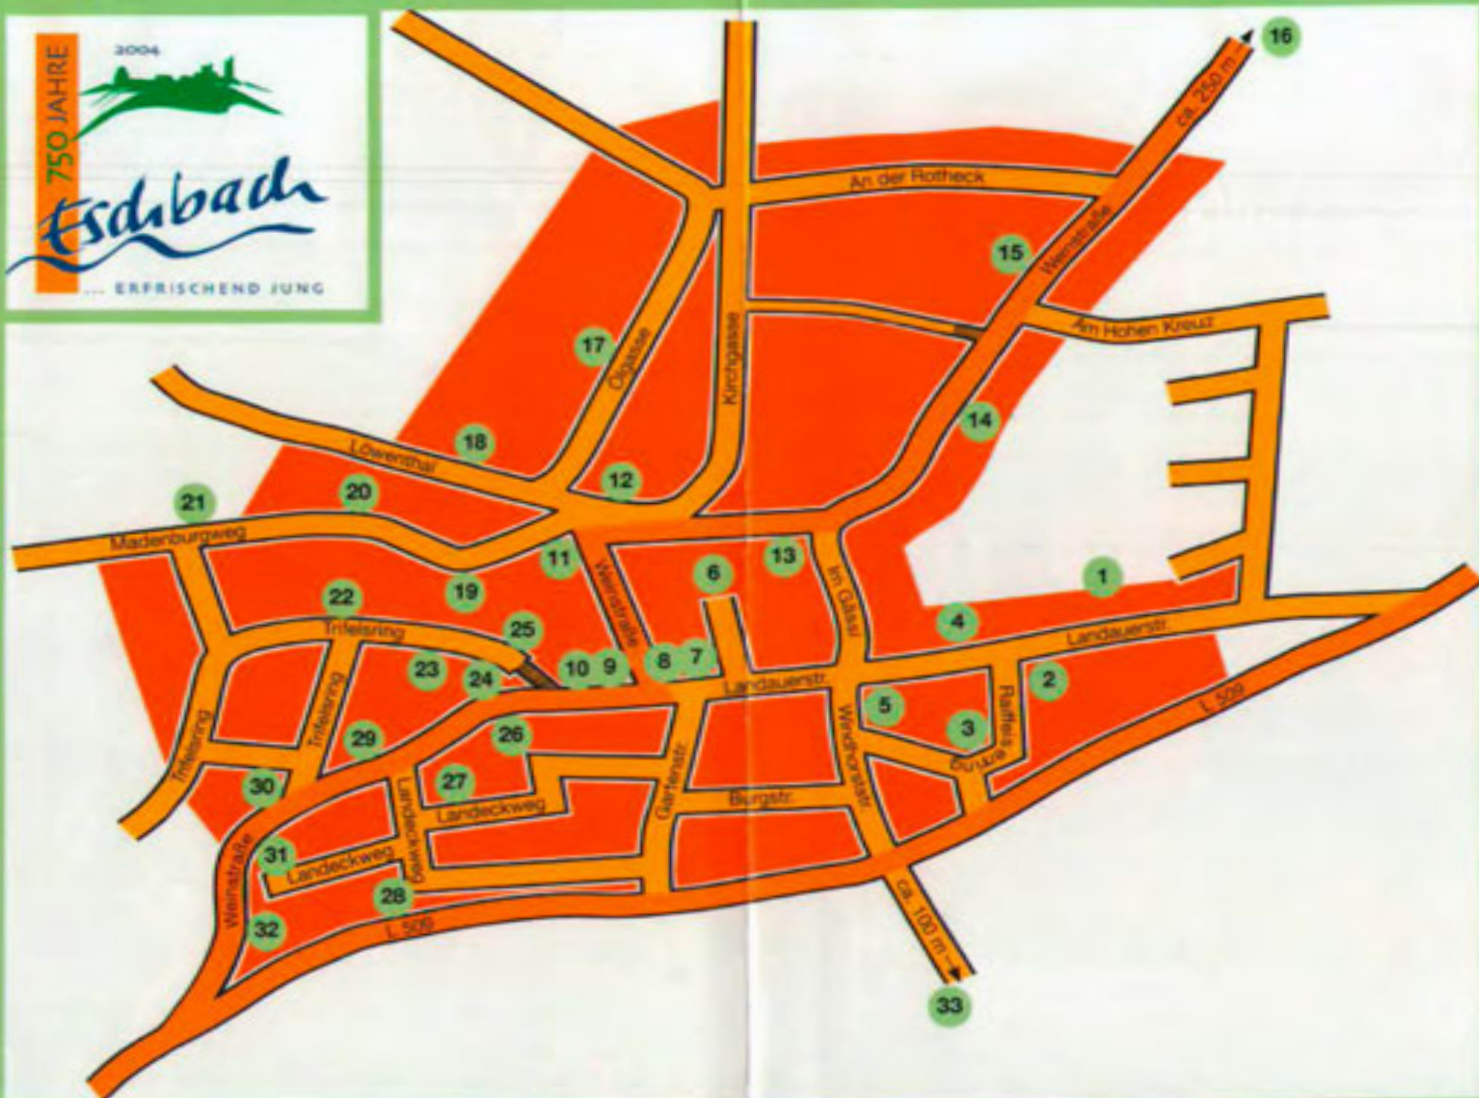 2004
750 JAHRE
Eschbach
... ERFRISCHEND JUNG
16
ca. 250 m
An der Rotheck
15
Weinstraße
Am Hohen Kreuz
17
Ölgasse
Kirchgasse
14
18
Löwenthal
12
20
21
Madenburgweg
11
Weinstraße
6
13
Im Gässl
1
19
22
Trifelsring
25
4
Landauerstr.
23
24
10
9
8
7
Landauerstr.
2
5
3
Raiffeisenring
Windhorststr.
L 509
Trifelsring
Trifelsring
29
26
27
30
Landeckweg
Landeckweg
Gartenstr.
Burgstr.
31
Landeckweg
Weinstraße
28
32
L 509
ca. 100 m
33